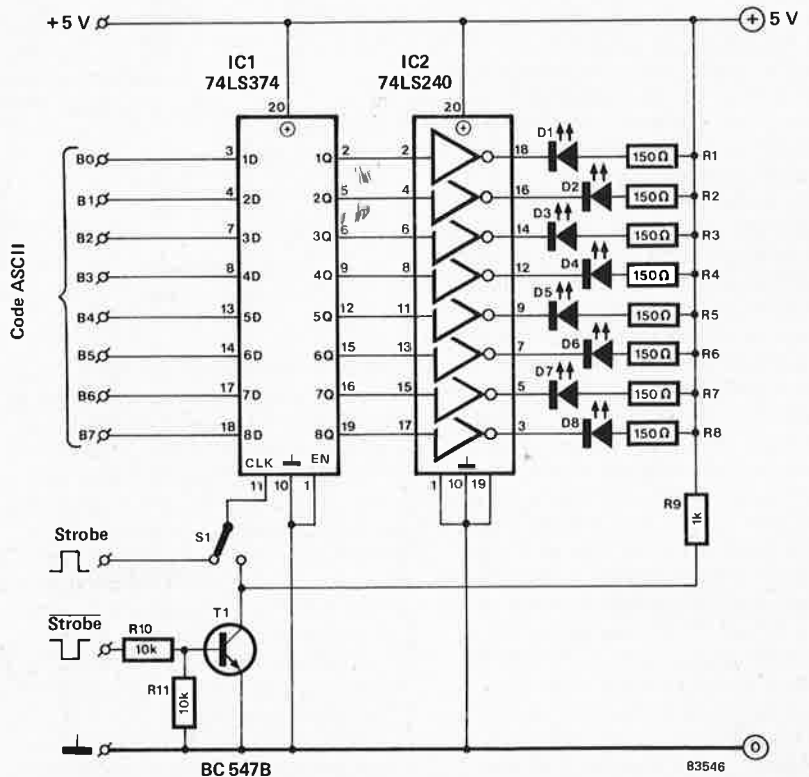 +5 V
5 V
IC1
74LS374
IC2
74LS240
20
20
Code ASCII
B0 3 1D 1Q 2 2 18 D1 150Ω R1
B1 4 2D 2Q 5 4 16 D2 150Ω R2
B2 7 3D 3Q 6 6 14 D3 150Ω R3
B3 8 4D 4Q 9 8 12 D4 150Ω R4
B4 13 5D 5Q 12 11 9 D5 150Ω R5
B5 14 6D 6Q 15 13 7 D6 150Ω R6
B6 17 7D 7Q 16 15 5 D7 150Ω R7
B7 18 8D 8Q 19 17 3 D8 150Ω R8
CLK EN
11 10 1
1 10 19
R9
1k
Strobe
S1
Strobe
R10
10k
T1
R11
10k
BC 547B
0
83546